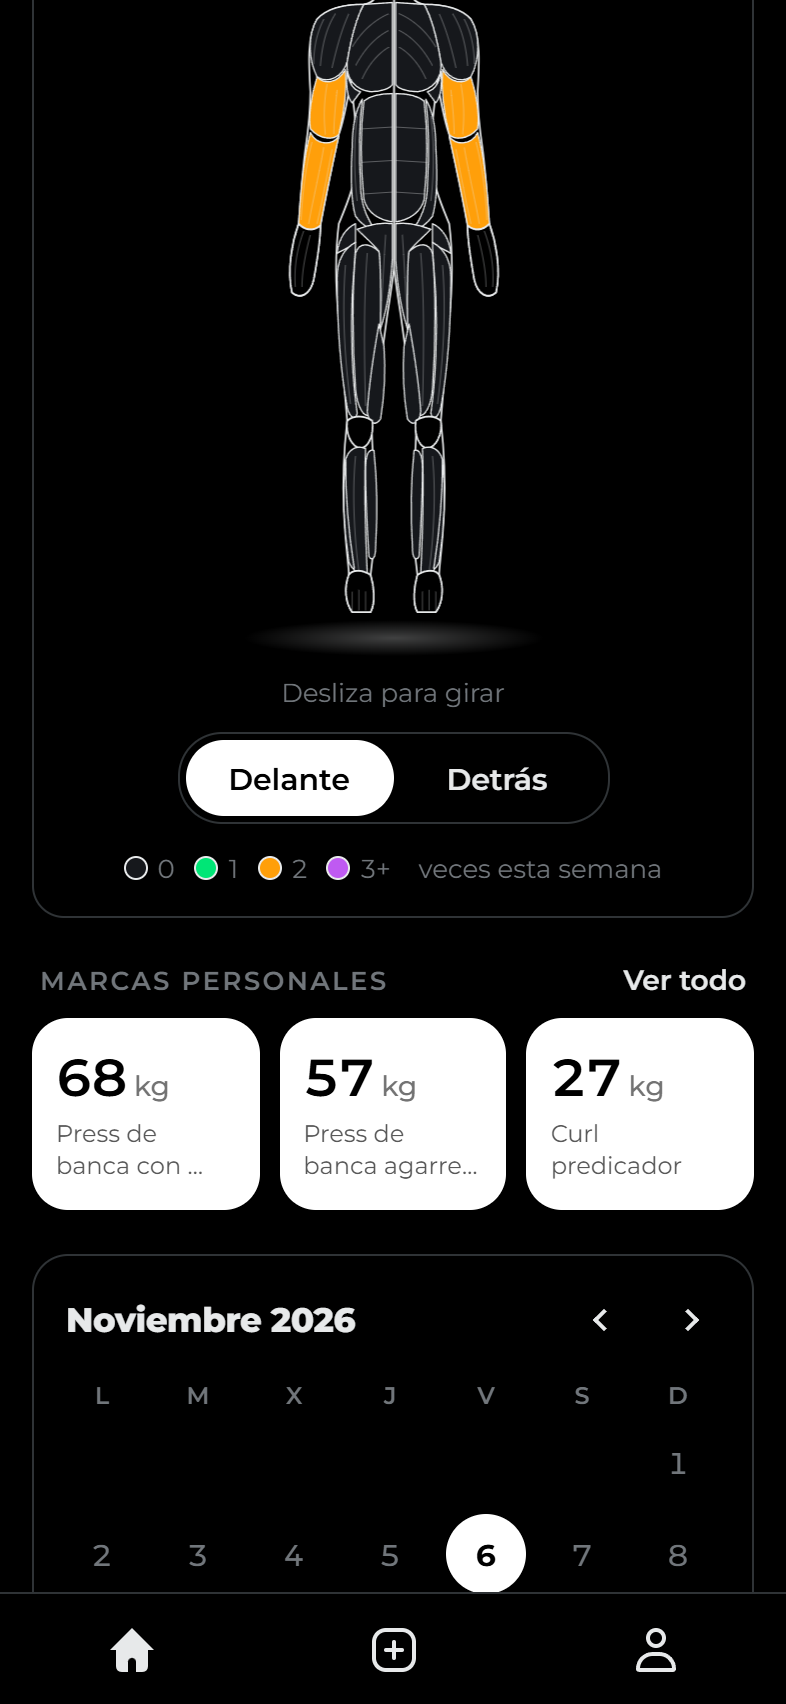 Desliza para girar
Delante Detrás
0 1 2 3+ veces esta semana
MARCAS PERSONALES Ver todo
68 kg
Press de
banca con ...
57 kg
Press de
banca agarre...
27 kg
Curl
predicador
Noviembre 2026
L M X J V S D
1
2 3 4 5 6 7 8